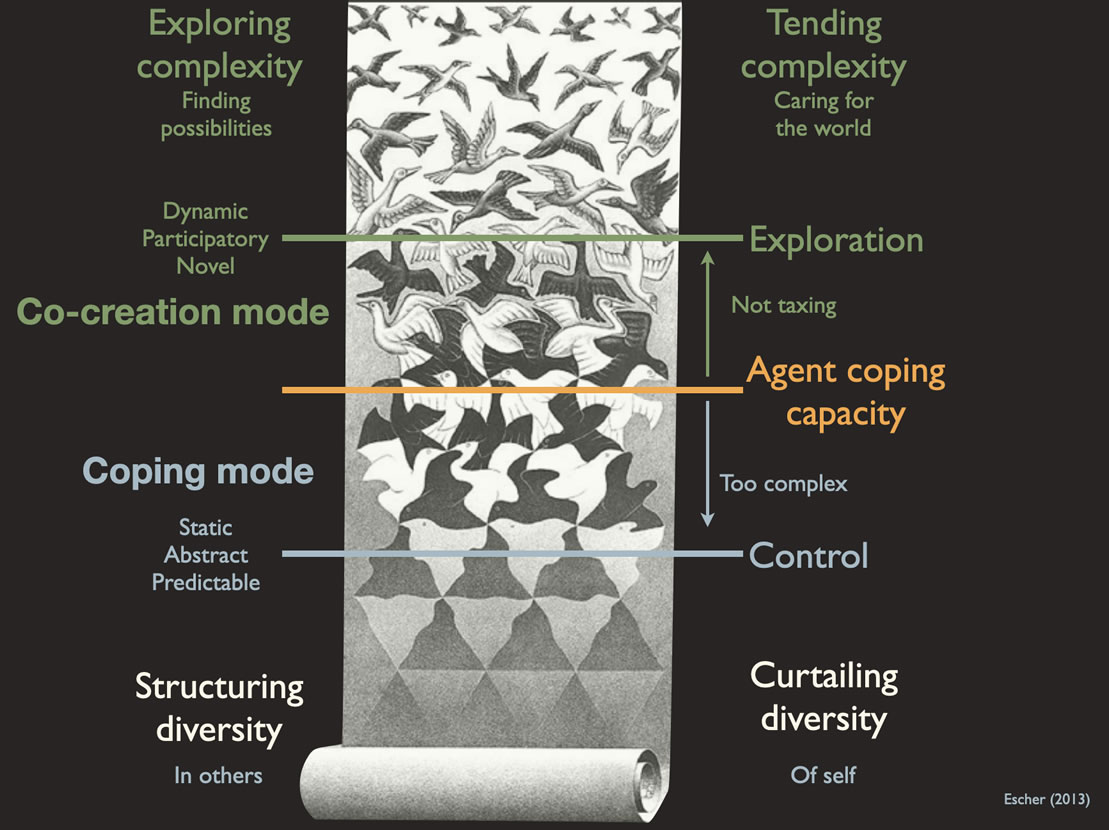 Exploring
complexity
Finding
possibilities
Tending
complexity
Caring for
the world
Dynamic
Participatory
Novel
Exploration
Co-creation mode
Not taxing
Agent coping
capacity
Coping mode
Too complex
Static
Abstract
Predictable
Control
Structuring
diversity
In others
Curtailing
diversity
Of self
Escher (2013)